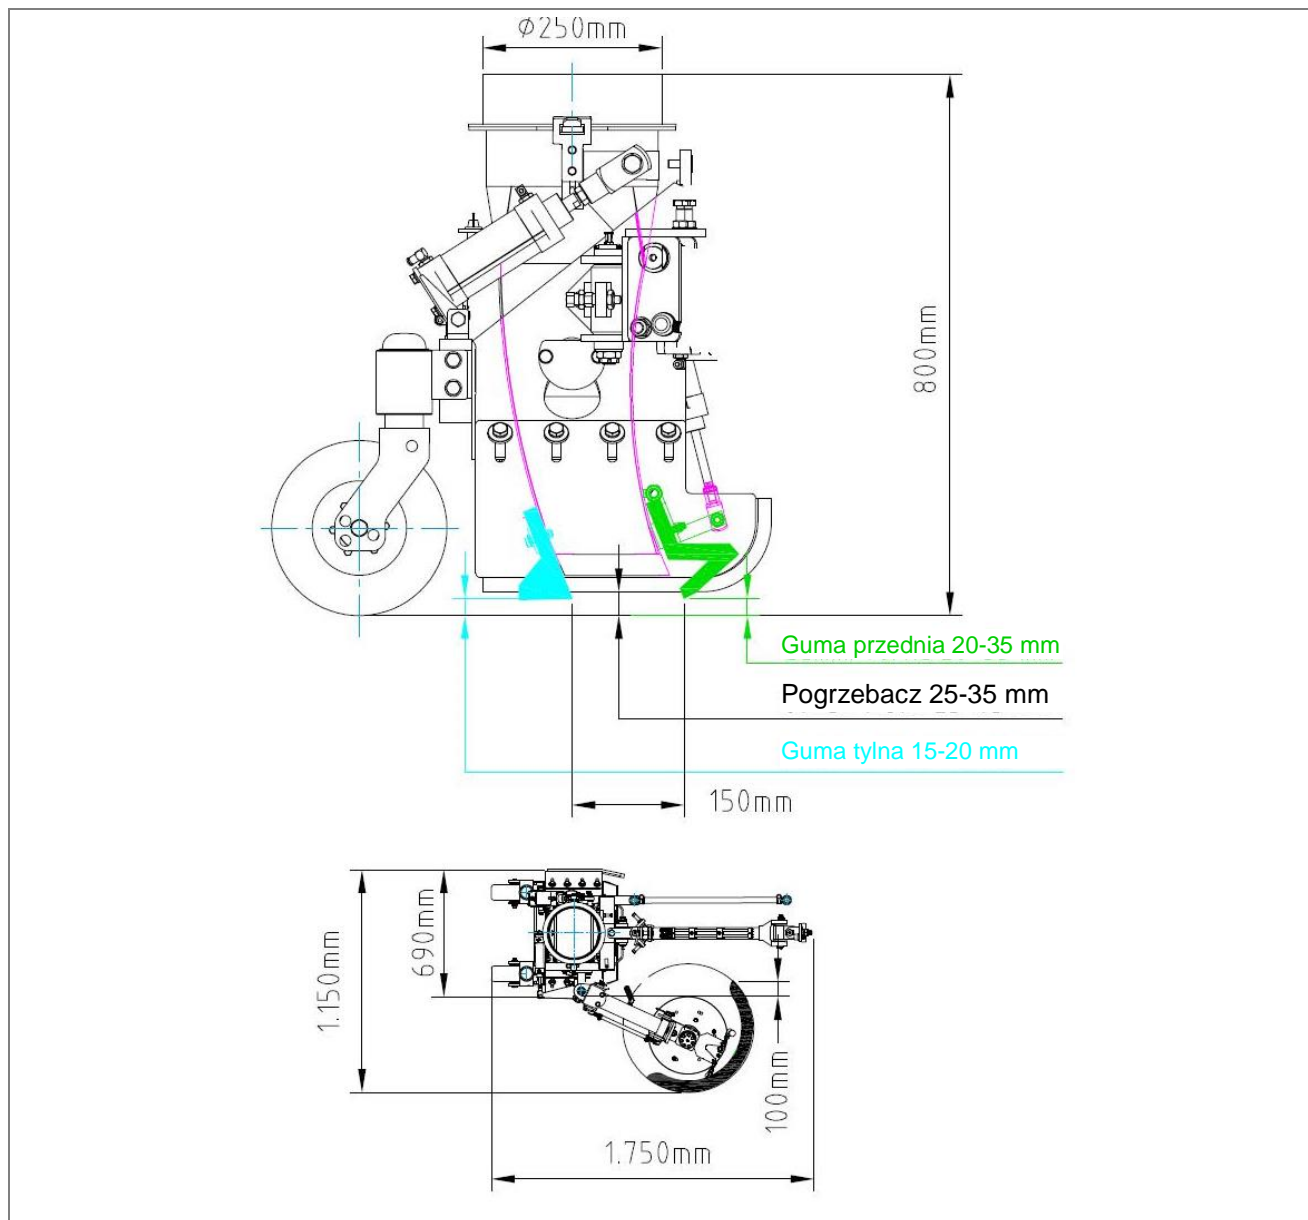 ϕ250mm
800mm
Guma przednia 20-35 mm
Pogrzebacz 25-35 mm
Guma tylna 15-20 mm
150mm
690mm
1.150mm
100mm
1.750mm